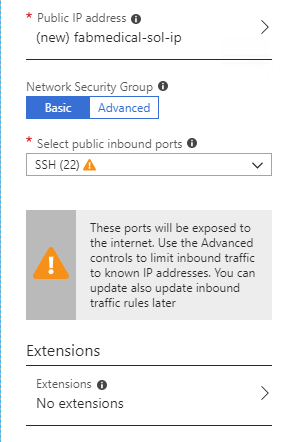 * Public IP address
(new) fabmedical-sol-ip
Network Security Group
Basic Advanced
* Select public inbound ports
SSH (22)
These ports will be exposed to
the internet. Use the Advanced
controls to limit inbound traffic
to known IP addresses. You can
update also update inbound
traffic rules later
Extensions
Extensions
No extensions